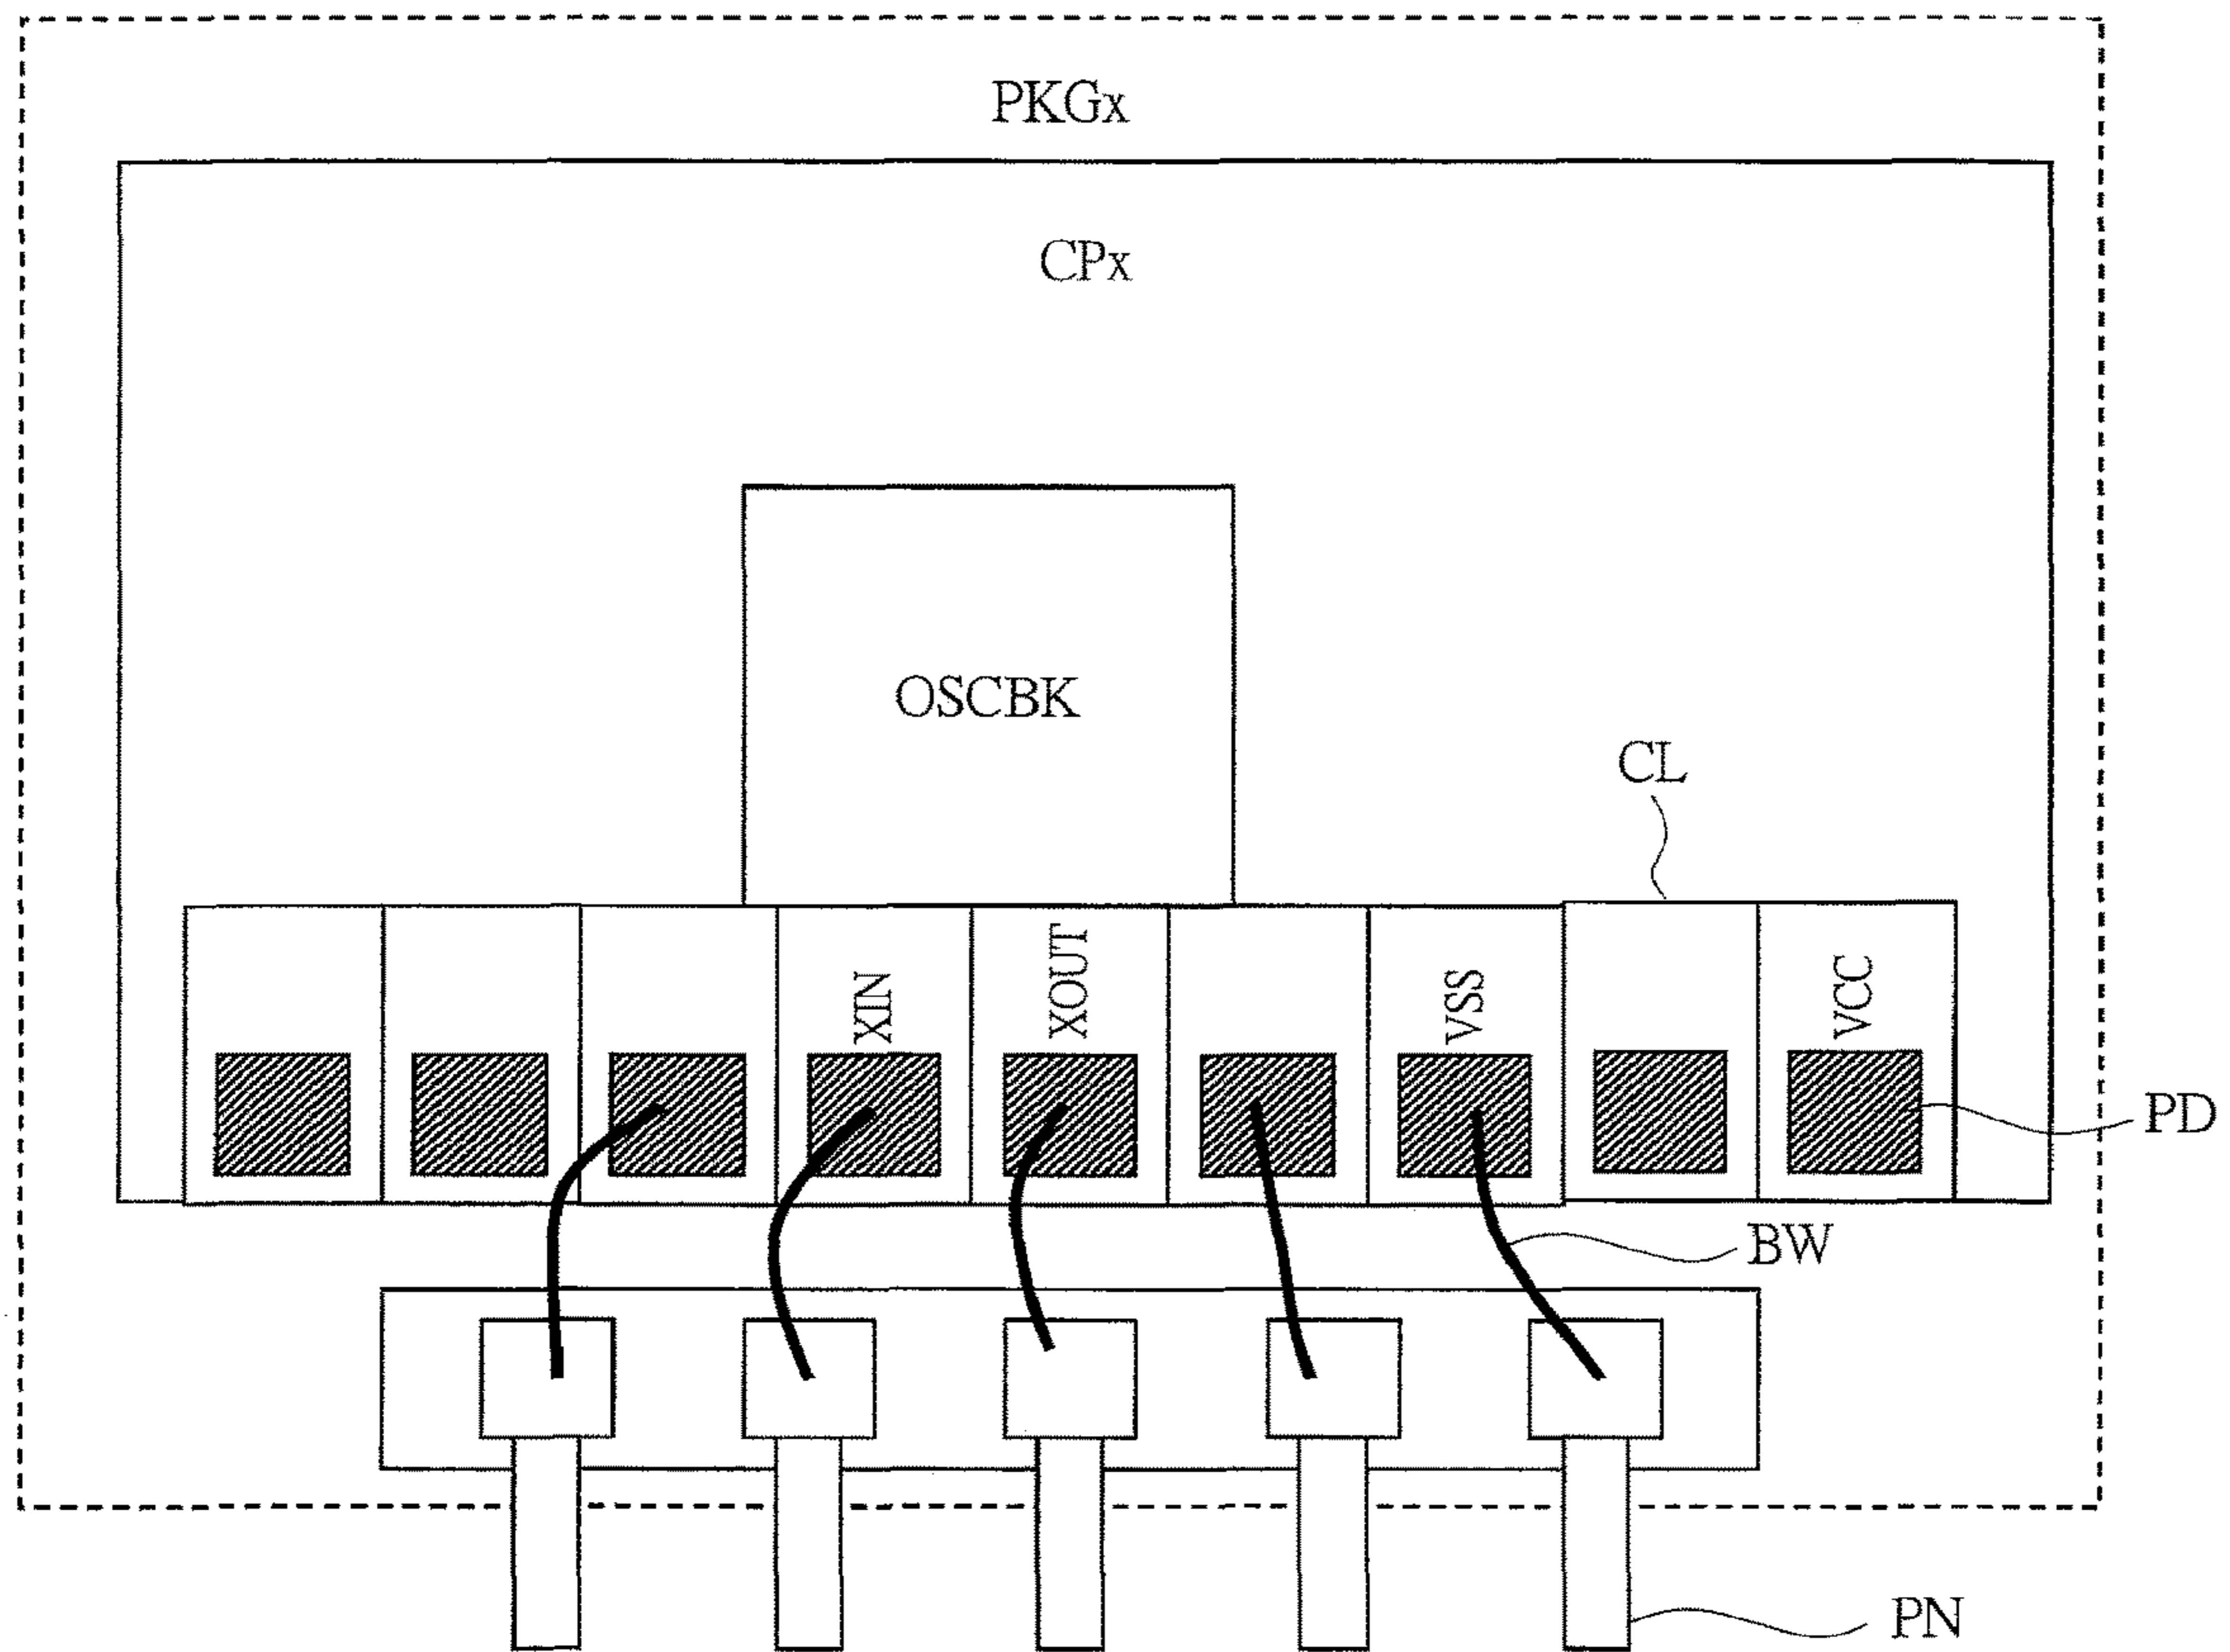 PKGx
CPx
OSCBK
CL
XIN
XOUT
VSS
VCC
PD
BW
PN